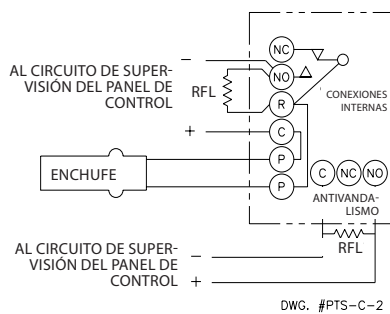 NC
AL CIRCUITO DE SUPER-
VISIÓN DEL PANEL DE
CONTROL
-
RFL
NO
R
CONEXIONES
INTERNAS
+
C
P
ENCHUFE
P
C NC NO
ANTIVANDA-
LISMO
AL CIRCUITO DE SUPER-
VISIÓN DEL PANEL DE
CONTROL
-
+
RFL
DWG. #PTS-C-2